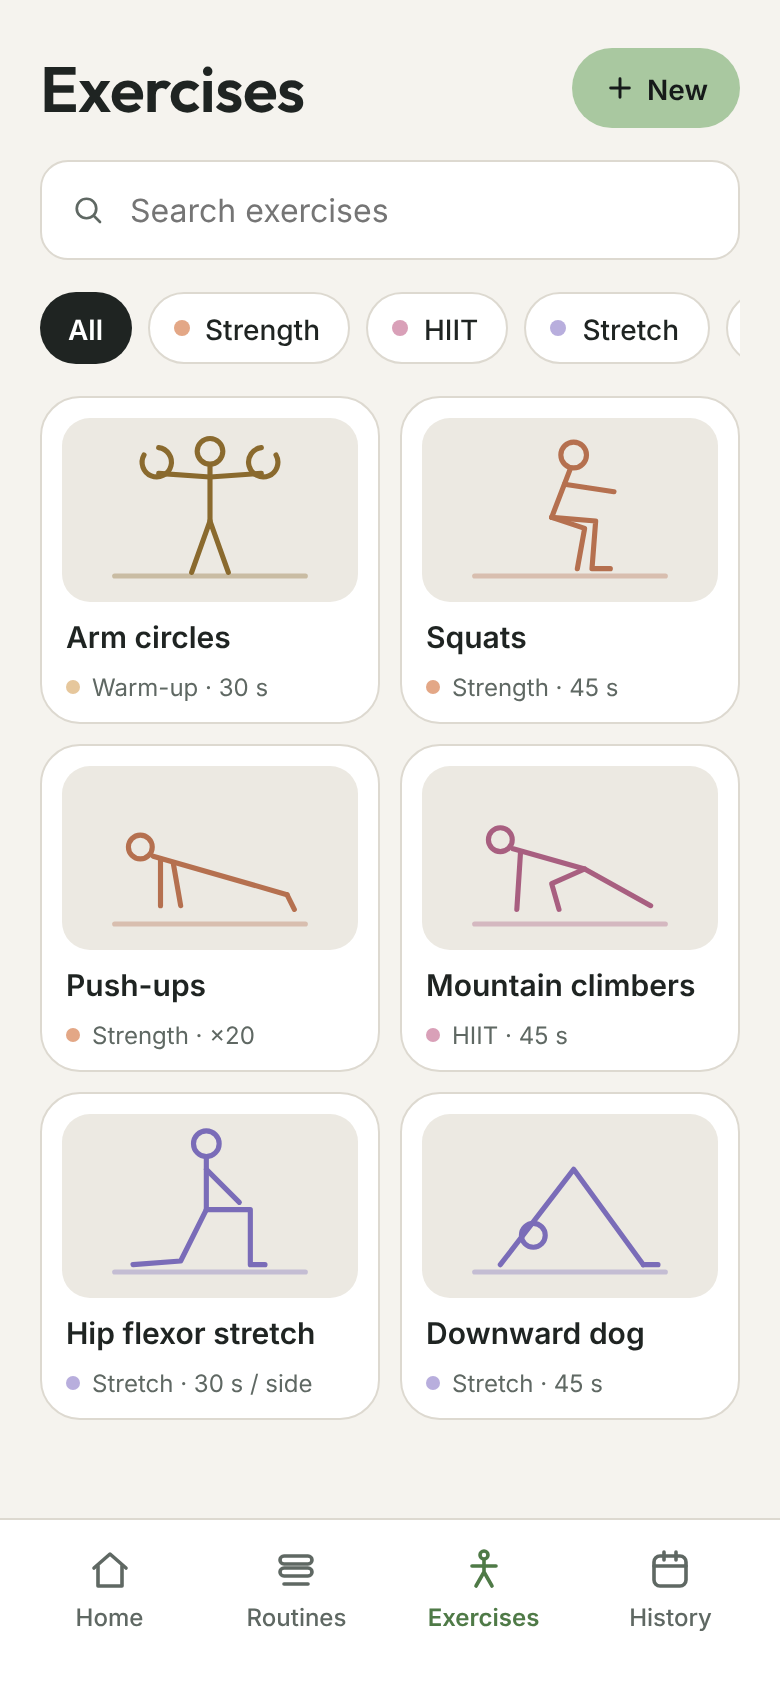 Exercises
+ New
Search exercises
All
Strength
HIIT
Stretch
Arm circles
Warm-up · 30 s
Squats
Strength · 45 s
Push-ups
Strength · ×20
Mountain climbers
HIIT · 45 s
Hip flexor stretch
Stretch · 30 s / side
Downward dog
Stretch · 45 s
Home
Routines
Exercises
History